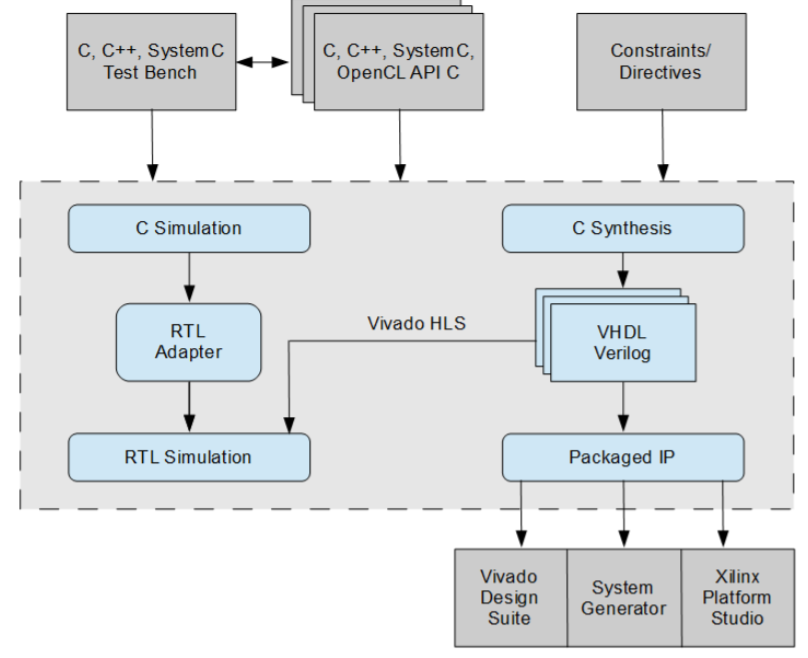 C, C++, SystemC
Test Bench
C, C++, SystemC,
OpenCL API C
Constraints/
Directives
C Simulation
C Synthesis
RTL
Adapter
Vivado HLS
VHDL
Verilog
RTL Simulation
Packaged IP
Vivado
Design
Suite
System
Generator
Xilinx
Platform
Studio